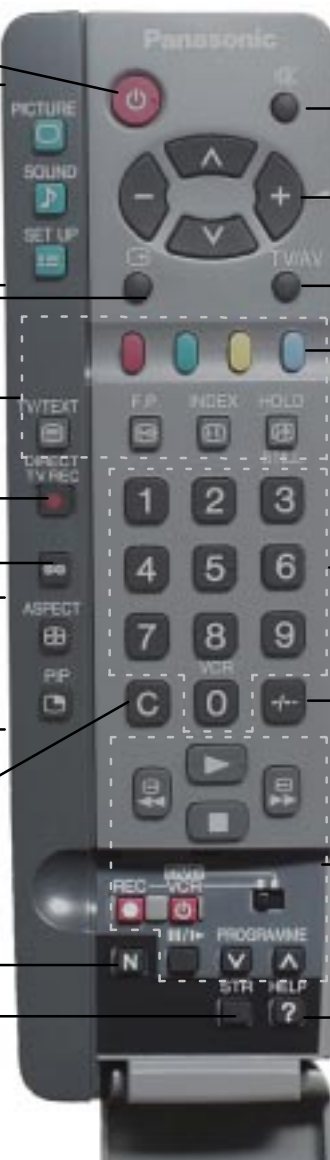 Panasonic
PICTURE
SOUND
SET UP
TV/AV
TV/TEXT
F.P.
INDEX
HOLD
DIRECT
TV REC
1 2 3
4 5 6
ASPECT
7 8 9
PIP
VCR
C 0 -/--
REC VCR
PROGRAMME
N
STR HELP
?